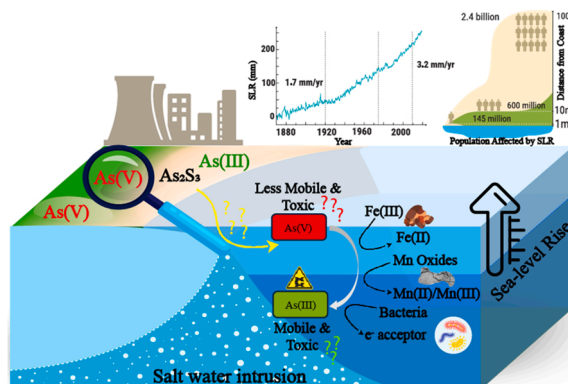 2.4 billion
100
Distance from Coast
600 million
145 million
10m
1m
Population Affected by SLR
SLR (mm)
200
100
0
1.7 mm/yr
3.2 mm/yr
1870
1920
1960
2010
Year
As(V)
As(V)
As₂S₃
As(III)
? ? ? ?
Less Mobile &
Toxic ? ? ?
As(V)
As(III)
Mobile &
Toxic ? ?
Fe(III)
Fe(II)
Mn Oxides
Mn(II)/Mn(III)
Bacteria
e- acceptor
Sea-level Rise
Salt water intrusion